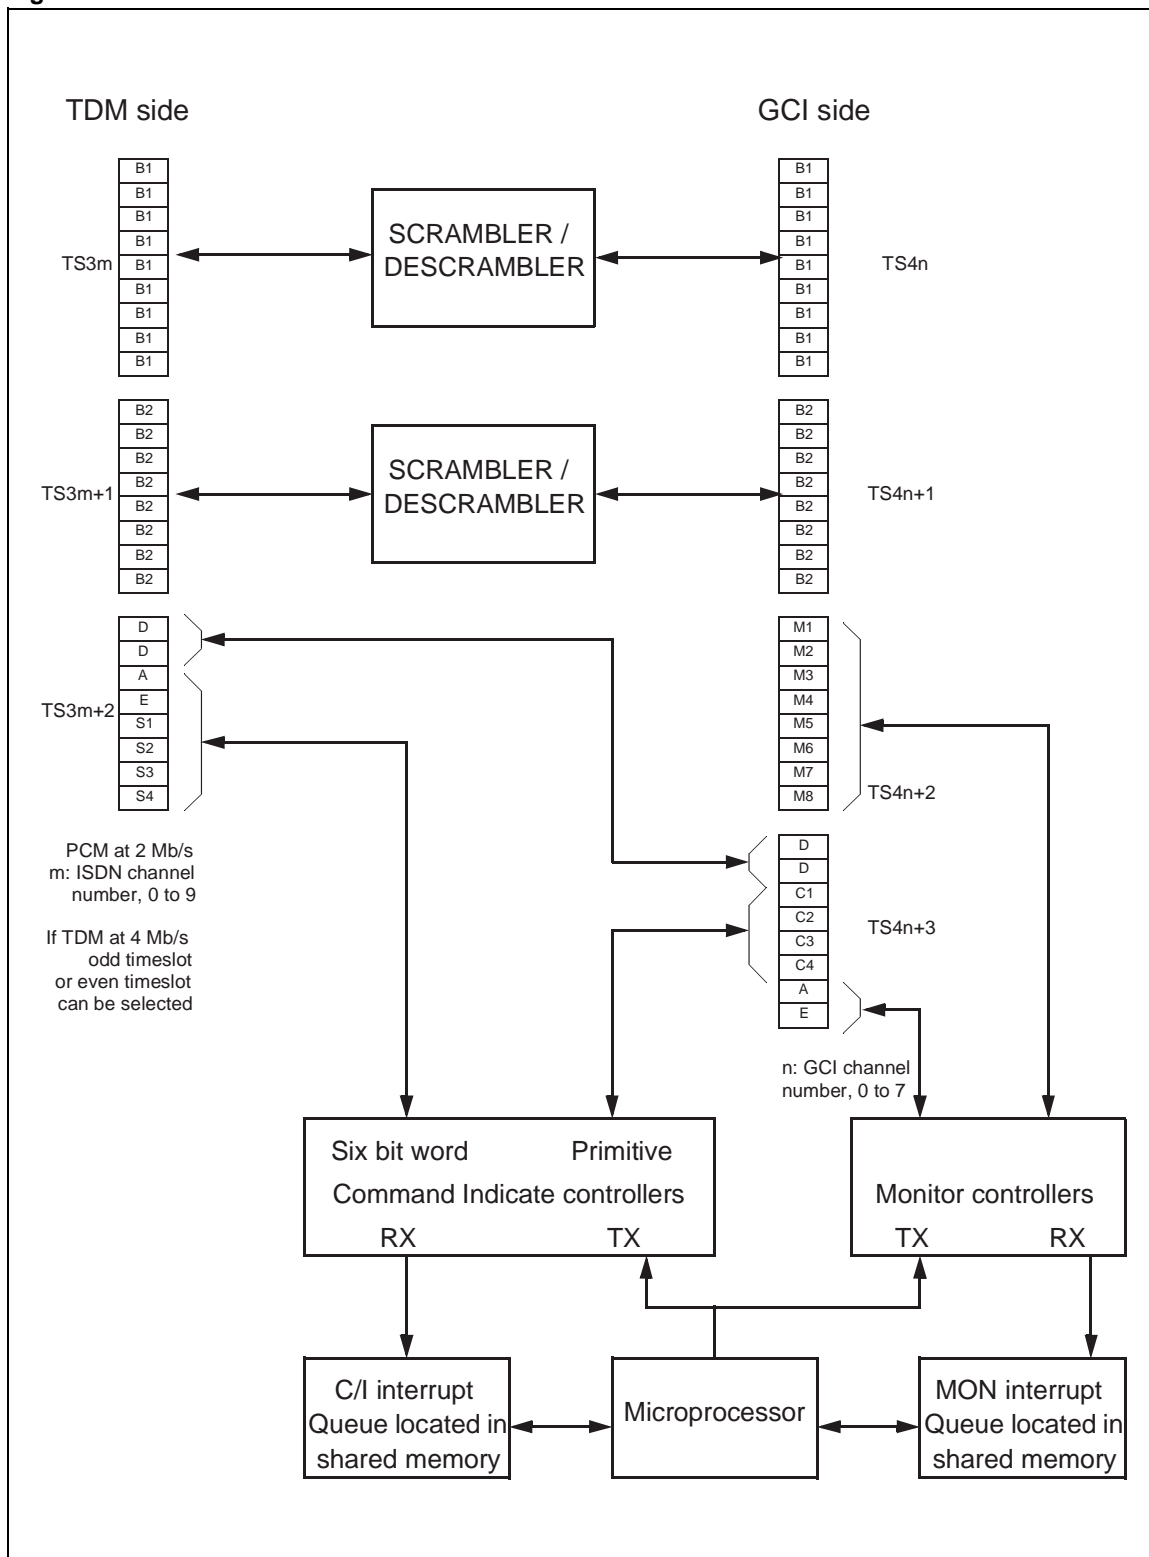 TDM side
GCI side
B1
B1
B1
B1
B1
B1
B1
B1
B1
TS3m
SCRAMBLER /
DESCRAMBLER
B1
B1
B1
B1
B1
B1
B1
B1
B1
TS4n
B2
B2
B2
B2
B2
B2
B2
B2
TS3m+1
SCRAMBLER /
DESCRAMBLER
B2
B2
B2
B2
B2
B2
B2
B2
TS4n+1
D
D
A
E
S1
S2
S3
S4
TS3m+2
M1
M2
M3
M4
M5
M6
M7
M8
TS4n+2
PCM at 2 Mb/s
m: ISDN channel
number, 0 to 9
If TDM at 4 Mb/s
odd timeslot
or even timeslot
can be selected
D
D
C1
C2
C3
C4
A
E
TS4n+3
n: GCI channel
number, 0 to 7
Six bit word Primitive
Command Indicate controllers
RX TX
Monitor controllers
TX RX
C/I interrupt
Queue located in
shared memory
Microprocessor
MON interrupt
Queue located in
shared memory